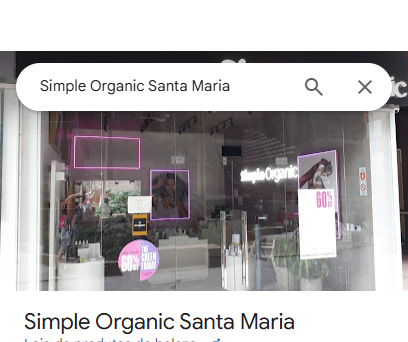 Simple Organic Santa Maria
ic
Simple Organic
60%
60%
THE
GREEN
FRIDAY
Simple Organic Santa Maria
Loja de produtos de beleza